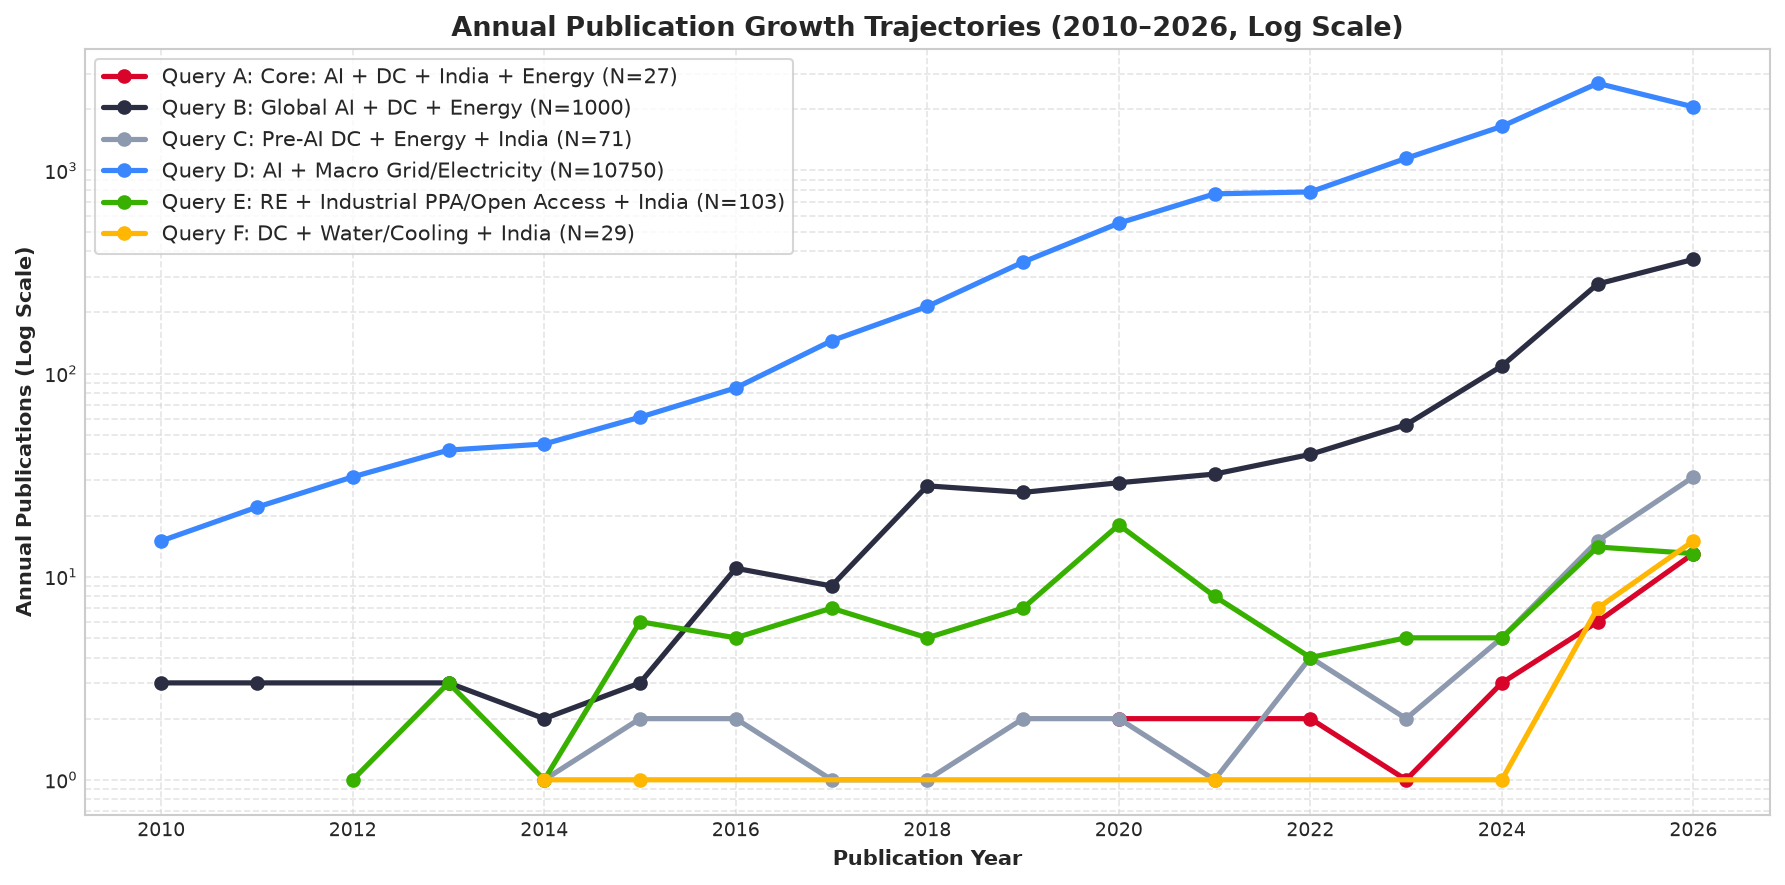 Annual Publication Growth Trajectories (2010–2026, Log Scale)
Query A: Core: AI + DC + India + Energy (N=27)
Query B: Global AI + DC + Energy (N=1000)
Query C: Pre-AI DC + Energy + India (N=71)
Query D: AI + Macro Grid/Electricity (N=10750)
Query E: RE + Industrial PPA/Open Access + India (N=103)
Query F: DC + Water/Cooling + India (N=29)
Annual Publications (Log Scale)
10³
10²
10¹
10⁰
2010 2012 2014 2016 2018 2020 2022 2024 2026
Publication Year